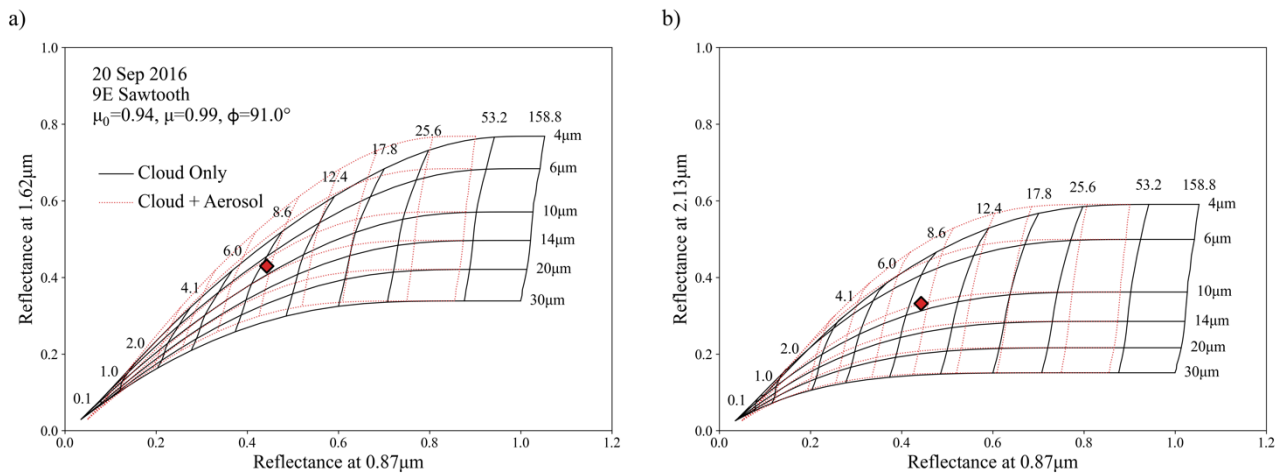 a)
b)
20 Sep 2016
9E Sawtooth
μ₀=0.94, μ=0.99, ϕ=91.0°
Cloud Only
Cloud + Aerosol
Reflectance at 1.62μm
1.0
0.8
0.6
0.4
0.2
0.0
0.1
1.0
2.0
4.1
6.0
8.6
12.4
17.8
25.6
53.2
158.8
4μm
6μm
10μm
14μm
20μm
30μm
0.0 0.2 0.4 0.6 0.8 1.0 1.2
Reflectance at 0.87μm
Reflectance at 2.13μm
1.0
0.8
0.6
0.4
0.2
0.0
0.1
1.0
2.0
4.1
6.0
8.6
12.4
17.8
25.6
53.2
158.8
4μm
6μm
10μm
14μm
20μm
30μm
0.0 0.2 0.4 0.6 0.8 1.0 1.2
Reflectance at 0.87μm